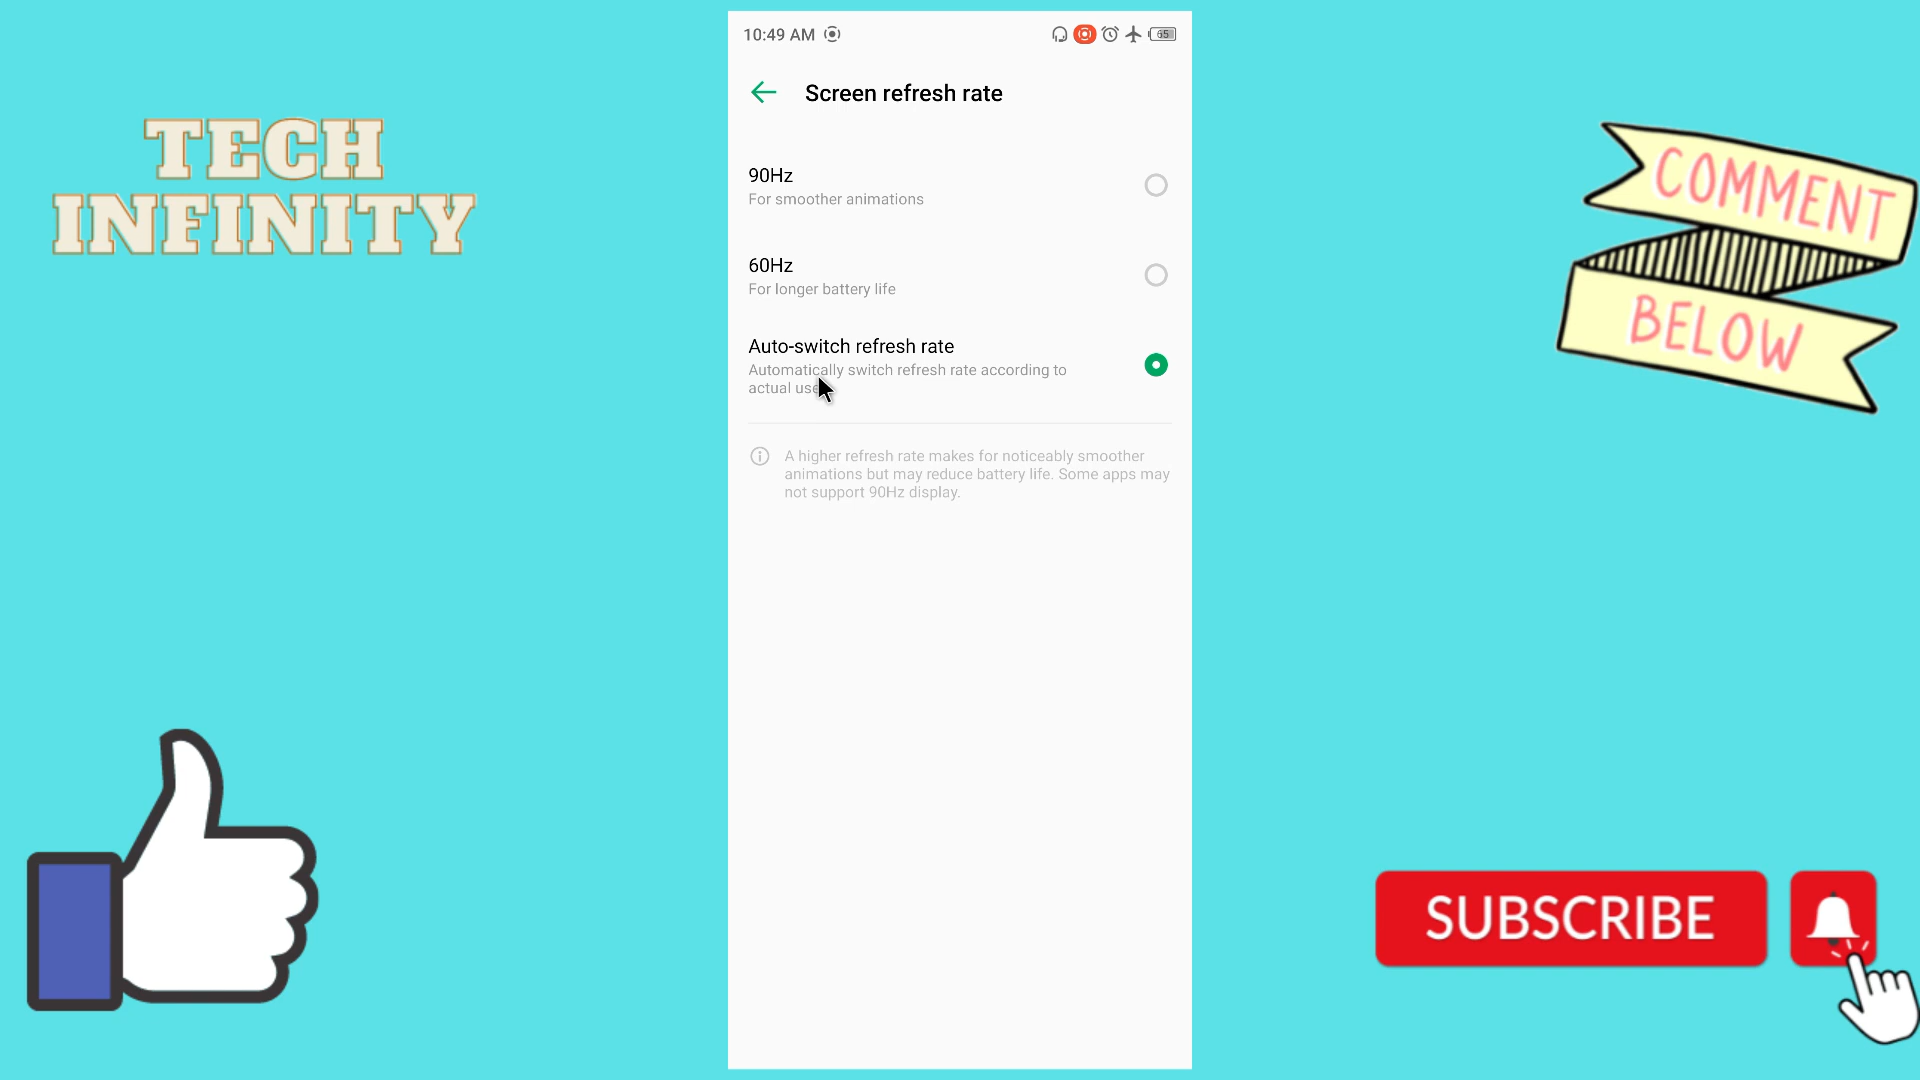 TECH
INFINITY
10:49 AM
65
Screen refresh rate
90Hz
For smoother animations
60Hz
For longer battery life
Auto-switch refresh rate
Automatically switch refresh rate according to
actual use
A higher refresh rate makes for noticeably smoother
animations but may reduce battery life. Some apps may
not support 90Hz display.
COMMENT
BELOW
SUBSCRIBE